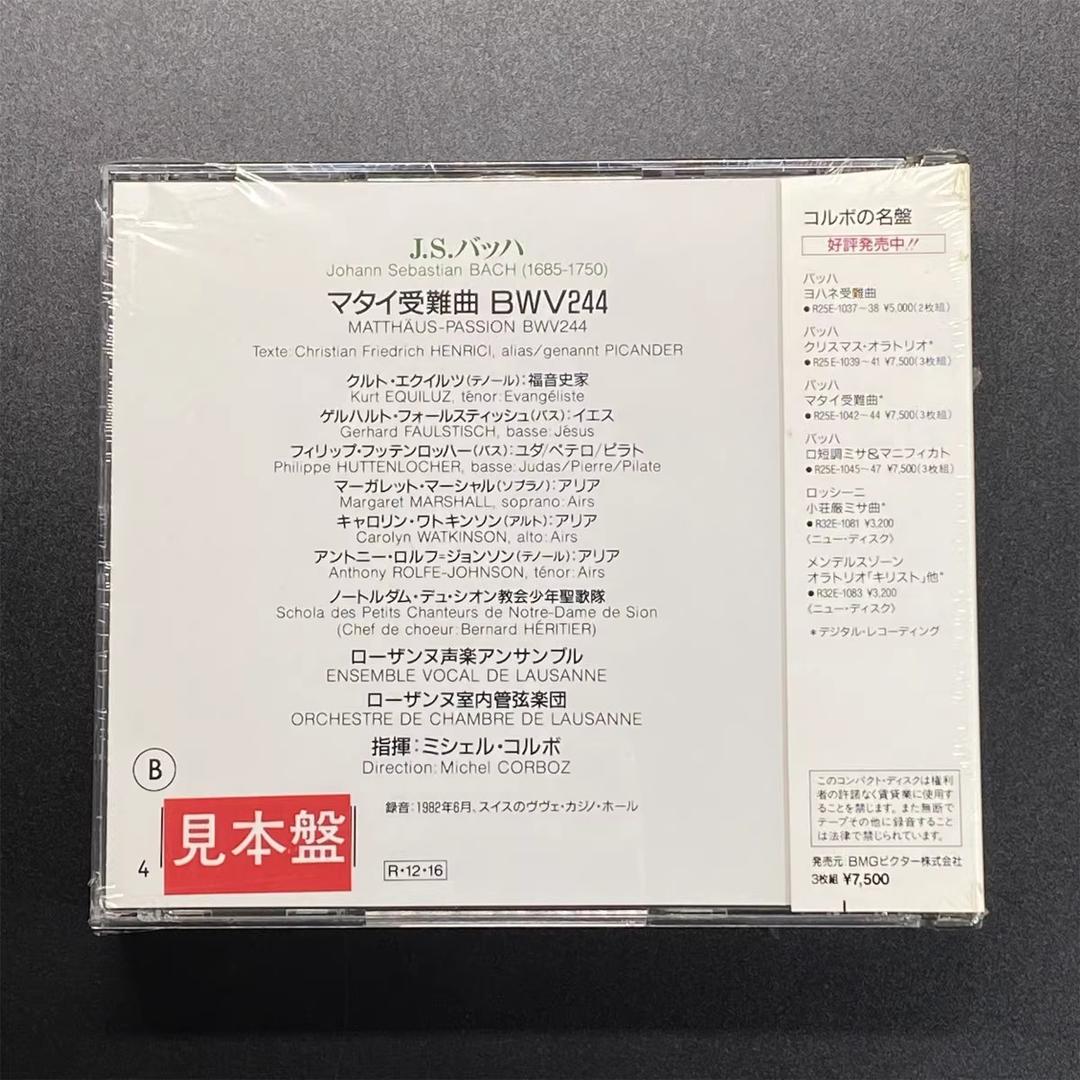 J.S.バッハ
Johann Sebastian BACH (1685-1750)
マタイ受難曲 BWV244
MATTHÄUS-PASSION BWV244
Texte: Christian Friedrich HENRICI, alias/genannt PICANDER
クルト・エクイルツ(テノール):福音史家
Kurt EQUILUZ, ténor: Evangéliste
ゲルハルト・フォールスティッシュ(バス):イエス
Gerhard FAULSTISCH, basse: Jésus
フィリップ・フッテンロッハー(バス):ユダ/ペテロ/ピラト
Philippe HUTTENLOCHER, basse: Judas/Pierre/Pilate
マーガレット・マーシャル(ソプラノ):アリア
Margaret MARSHALL, soprano: Airs
キャロリン・ワトキンソン(アルト):アリア
Carolyn WATKINSON, alto: Airs
アントニー・ロルフ=ジョンソン(テノール):アリア
Anthony ROLFE-JOHNSON, ténor: Airs
ノートルダム・デュ・シオン教会少年聖歌隊
Schola des Petits Chanteurs de Notre-Dame de Sion
(Chef de choeur: Bernard HÉRITIER)
ローザンヌ声楽アンサンブル
ENSEMBLE VOCAL DE LAUSANNE
ローザンヌ室内管弦楽団
ORCHESTRE DE CHAMBRE DE LAUSANNE
指揮:ミシェル・コルボ
Direction: Michel CORBOZ
録音:1982年6月、スイスのヴヴェ・カジノ・ホール
B
4
見本盤
R・12・16
コルボの名盤
好評発売中!!
バッハ
ヨハネ受難曲
●R25E-1037~38 ¥5,000(2枚組)
バッハ
クリスマス・オラトリオ*
●R25E-1039~41 ¥7,500(3枚組)
バッハ
マタイ受難曲*
●R25E-1042~44 ¥7,500(3枚組)
バッハ
ロ短調ミサ&マニフィカト
●R25E-1045~47 ¥7,500(3枚組)
ロッシーニ
小荘厳ミサ曲*
●R32E-1081 ¥3,200
《ニュー・ディスク》
メンデルスゾーン
オラトリオ「キリスト」他*
●R32E-1083 ¥3,200
《ニュー・ディスク》
*デジタル・レコーディング
このコンパクト・ディスクは権利
者の許諾なく賃貸業に使用す
ることを禁じます。また無断で
テープその他に録音すること
は法律で禁じられています。
発売元:BMGビクター株式会社
3枚組 ¥7,500